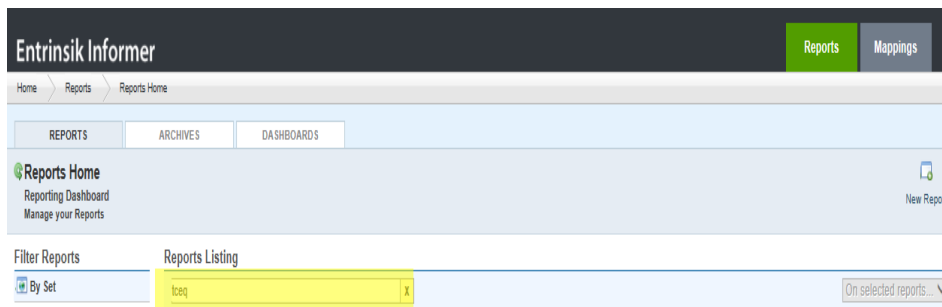 Entrinsik Informer
Reports Mappings
Home Reports Reports Home
REPORTS ARCHIVES DASHBOARDS
Reports Home
Reporting Dashboard
Manage your Reports
New Repo
Filter Reports Reports Listing
By Set tceq x On selected reports...